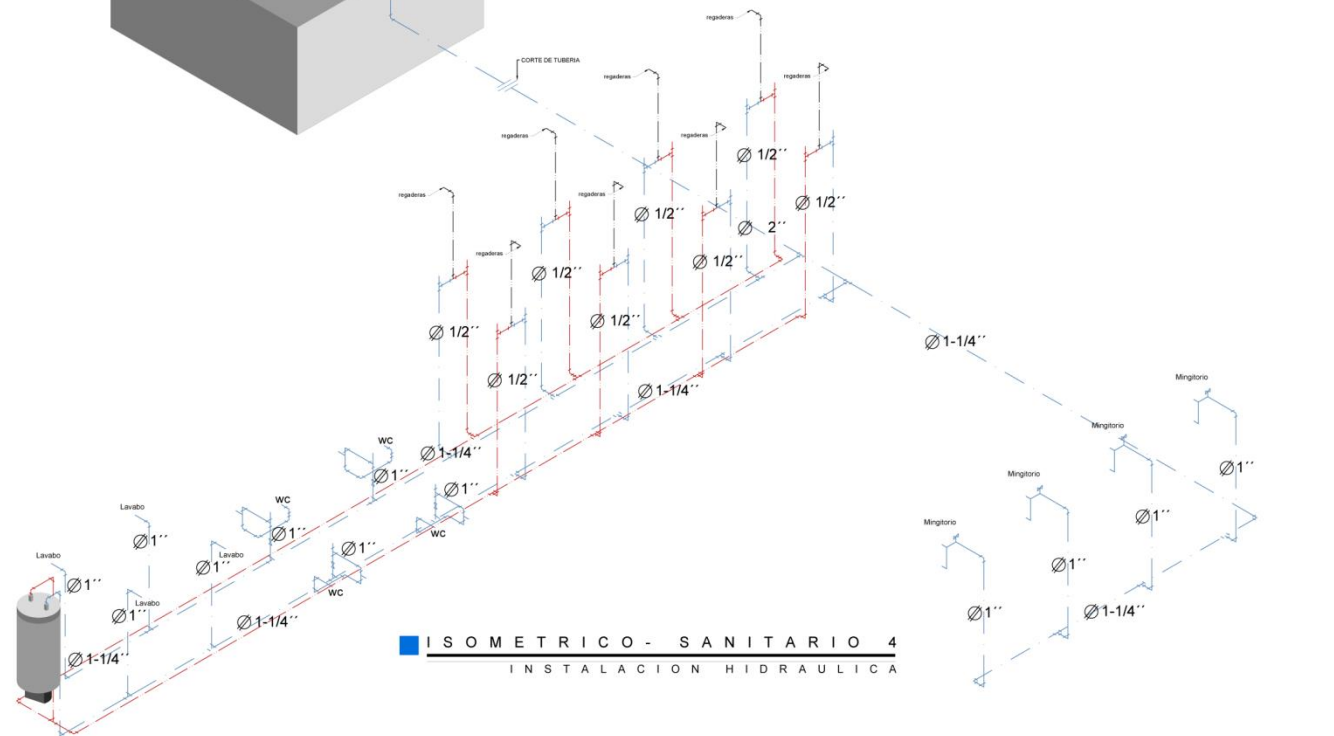 regaderas
CORTE DE TUBERIA
regaderas
regaderas
regaderas
regaderas
Ø 1/2´´
regaderas
regaderas
regaderas
Ø 1/2´´
Ø 1/2´´
Ø 2´´
regaderas
Ø 1/2´´
Ø 1/2´´
Ø 1/2´´
Ø 1/2´´
Ø 1-1/4´´
Ø 1/2´´
Mingitorio
Ø 1-1/4´´
Mingitorio
WC
Ø 1-1/4´´
Ø 1´´
Ø 1´´
Mingitorio
Ø 1´´
WC
Lavabo
Ø 1´´
Mingitorio
Ø 1´´
WC
Ø 1´´
Ø 1´´
Lavabo
Lavabo
Ø 1´´
Ø 1´´
Ø 1´´
WC
Lavabo
Ø 1´´
Ø 1-1/4´´
Ø 1´´
Ø 1-1/4´´
Ø 1-1/4´´
ISOMETRICO- SANITARIO 4
INSTALACION HIDRAULICA